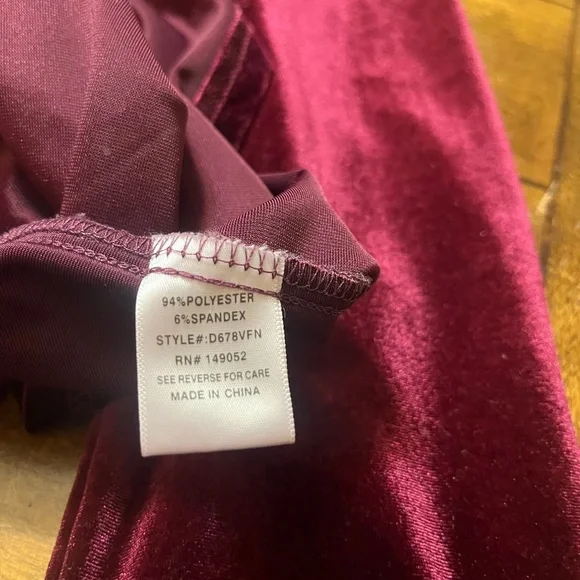 94%POLYESTER
6%SPANDEX
STYLE#:D678VFN
RN# 149052
SEE REVERSE FOR CARE
MADE IN CHINA